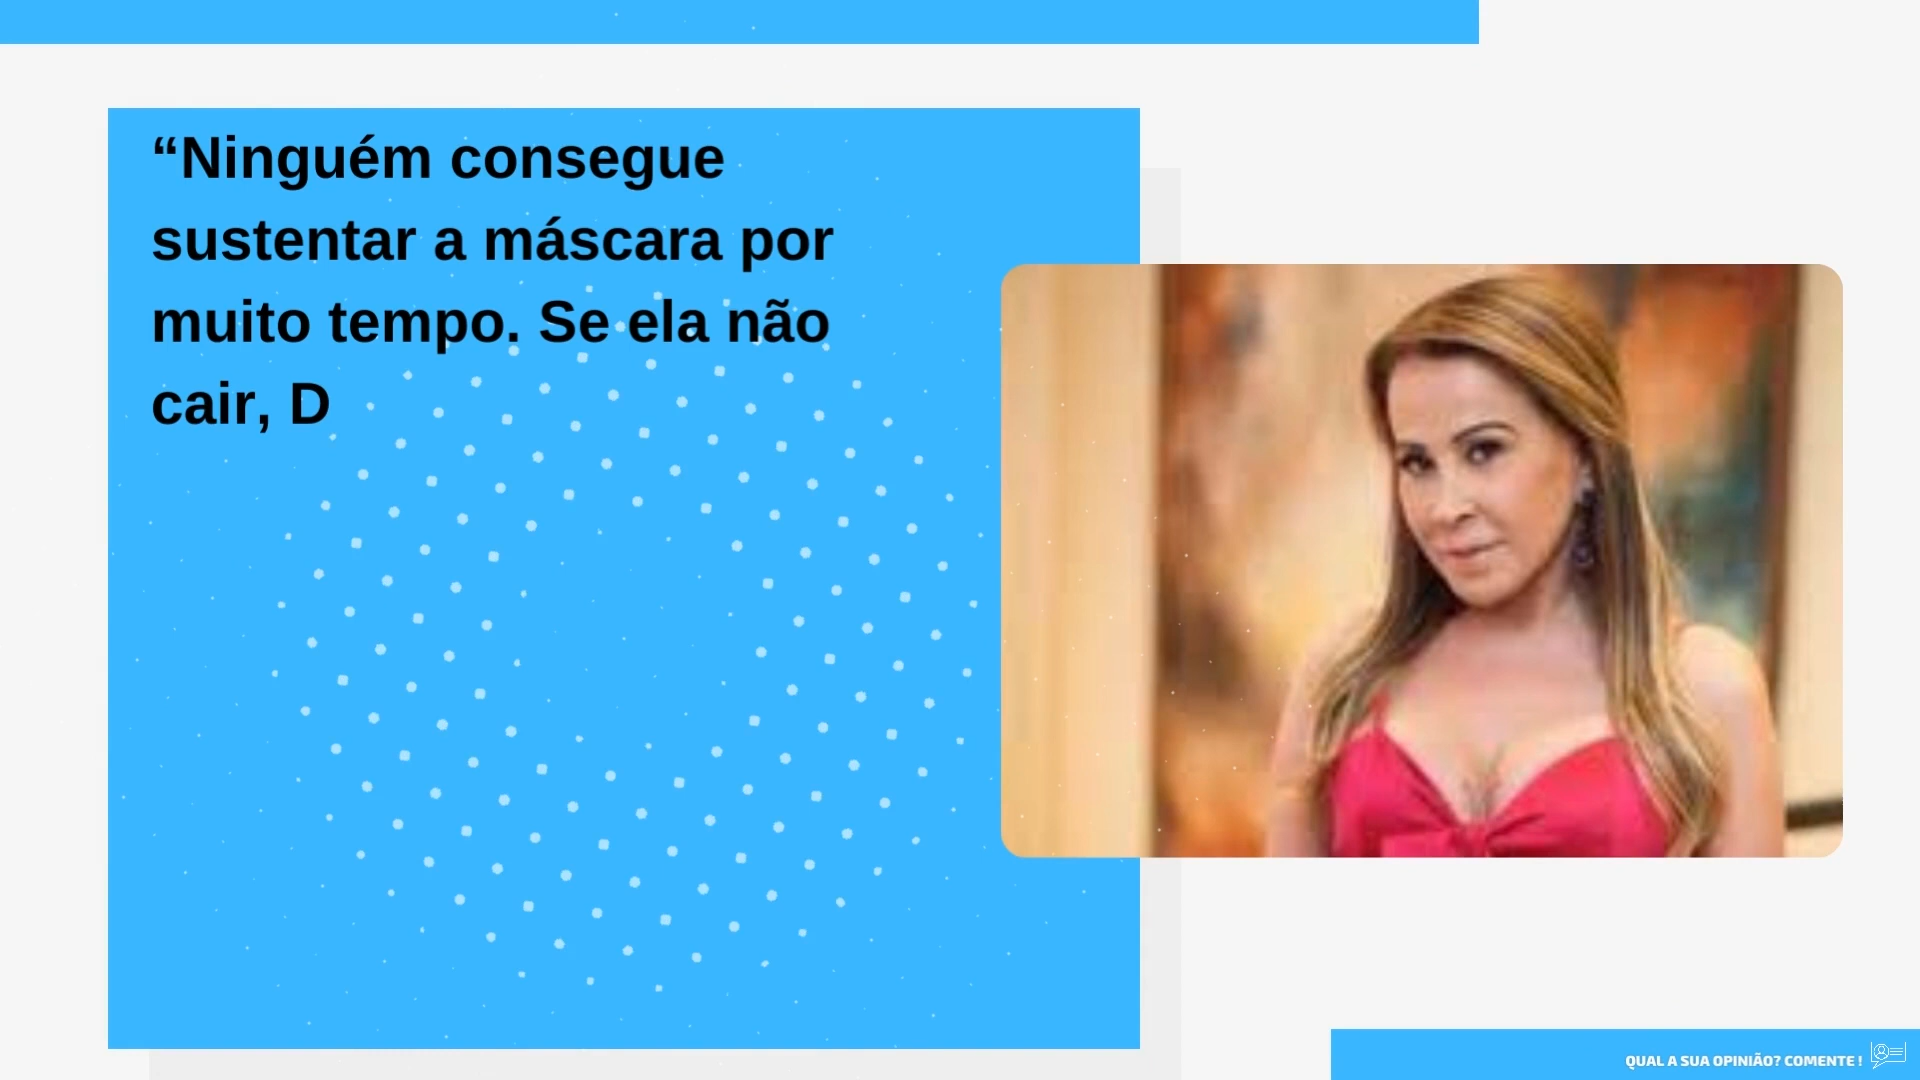 “Ninguém consegue
sustentar a máscara por
muito tempo. Se ela não
cair, D
QUAL A SUA OPINIÃO? COMENTE !